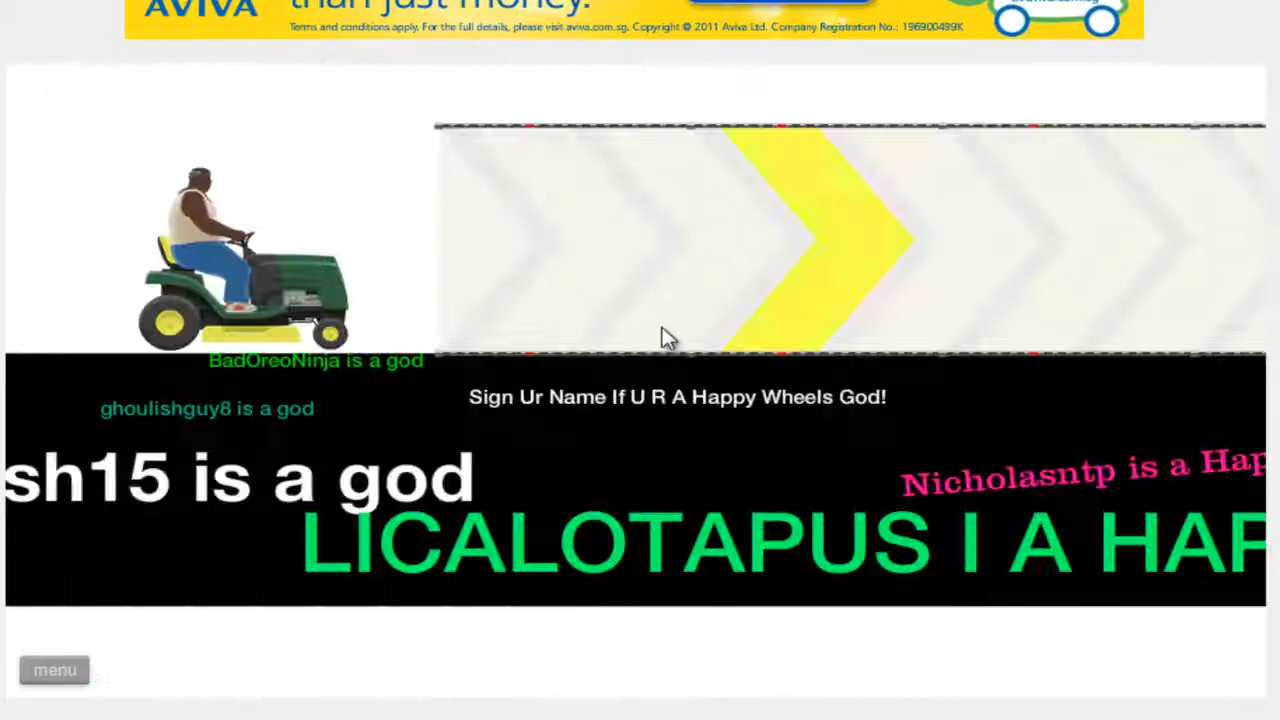 AVIVA
than just money.
Terms and conditions apply. For the full details, please visit aviva.com.sg. Copyright © 2011 Aviva Ltd. Company Registration No.: 196900499K
BadOreoNinja is a god
Sign Ur Name If U R A Happy Wheels God!
ghoulishguy8 is a god
sh15 is a god
Nicholasntp is a Hap
LICALOTAPUS I A HAP
menu